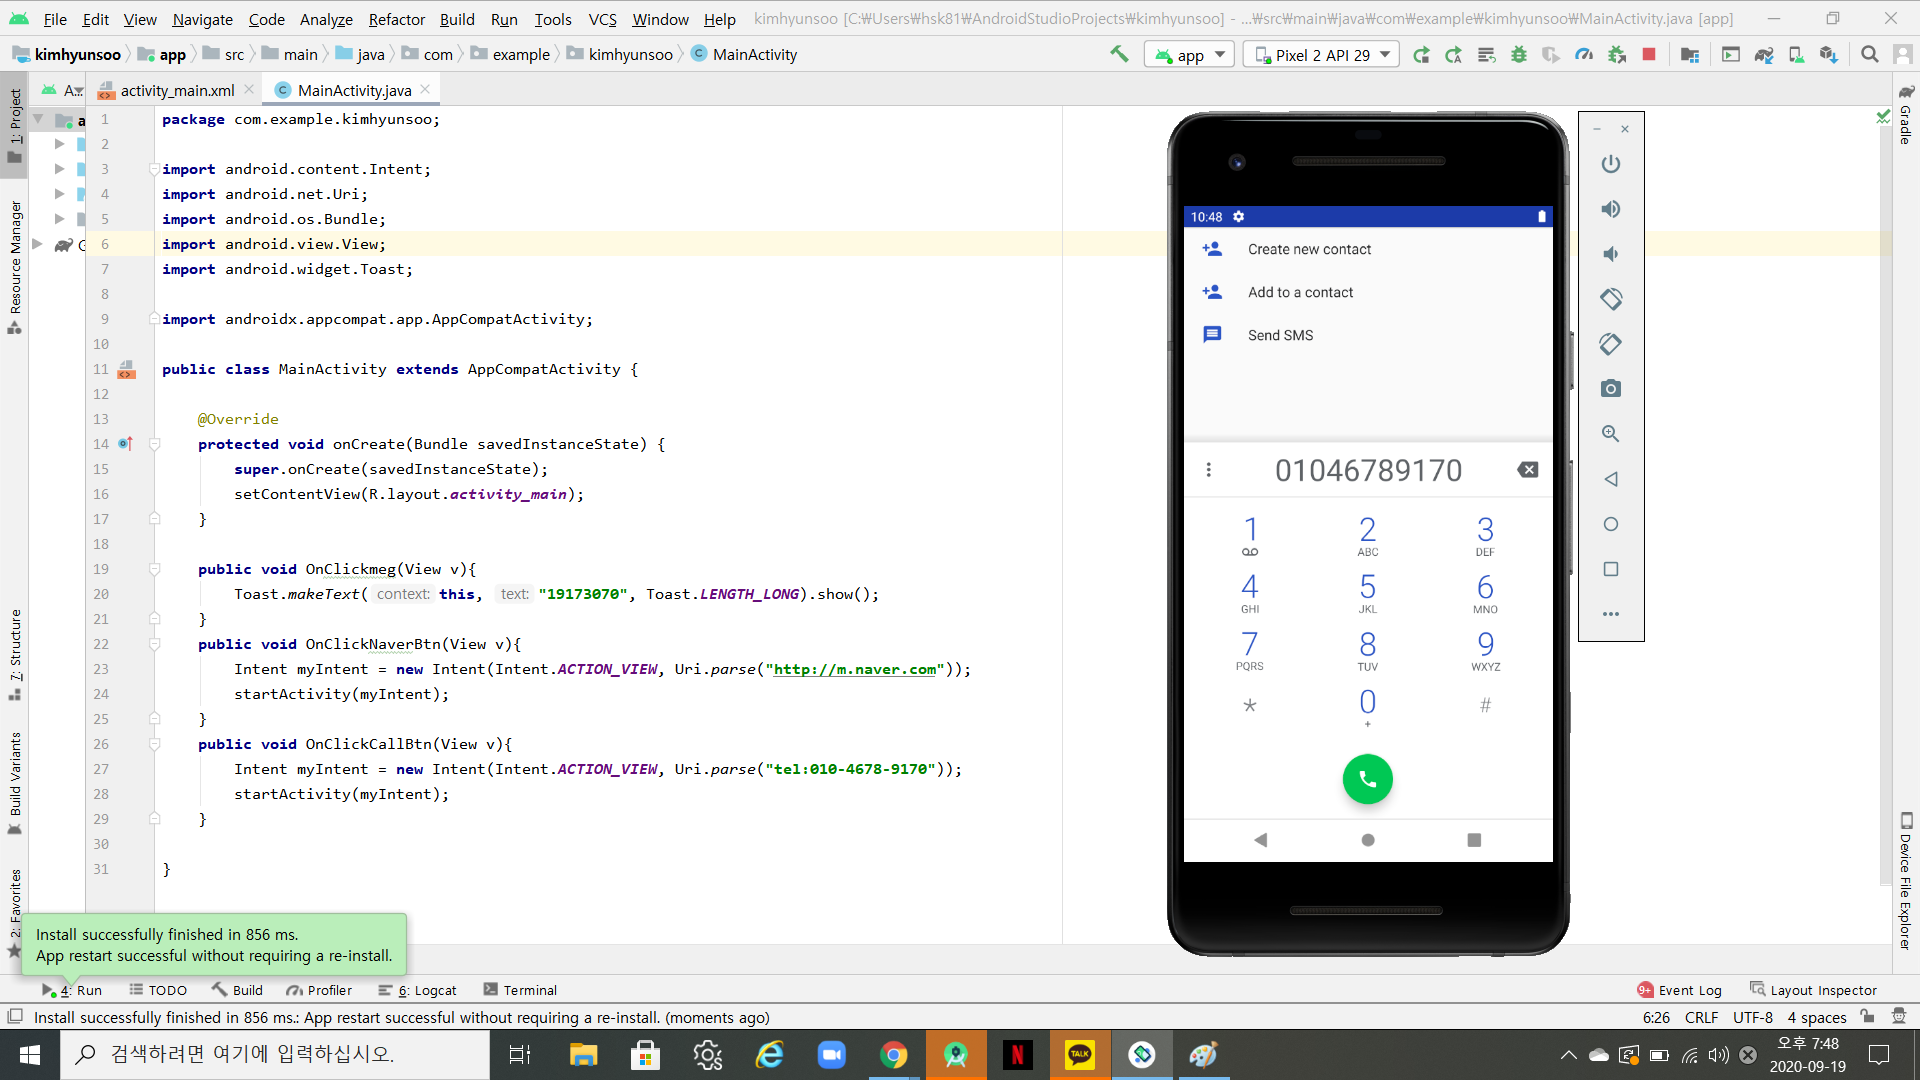 File Edit View Navigate Code Analyze Refactor Build Run Tools VCS Window Help kimhyunsoo [C:₩Users₩hsk81₩AndroidStudioProjects₩kimhyunsoo] - ...₩src₩main₩java₩com₩example₩kimhyunsoo₩MainActivity.java [app]
kimhyunsoo app src main java com example kimhyunsoo MainActivity app Pixel 2 API 29
A... activity_main.xml MainActivity.java
1: Project
Resource Manager
7: Structure
Build Variants
2: Favorites
a
G
1 package com.example.kimhyunsoo;
2
3 import android.content.Intent;
4 import android.net.Uri;
5 import android.os.Bundle;
6 import android.view.View;
7 import android.widget.Toast;
8
9 import androidx.appcompat.app.AppCompatActivity;
10
11 public class MainActivity extends AppCompatActivity {
12
13 @Override
14 protected void onCreate(Bundle savedInstanceState) {
15 super.onCreate(savedInstanceState);
16 setContentView(R.layout.activity_main);
17 }
18
19 public void OnClickmeg(View v){
20 Toast.makeText( context: this, text: "19173070", Toast.LENGTH_LONG).show();
21 }
22 public void OnClickNaverBtn(View v){
23 Intent myIntent = new Intent(Intent.ACTION_VIEW, Uri.parse("http://m.naver.com"));
24 startActivity(myIntent);
25 }
26 public void OnClickCallBtn(View v){
27 Intent myIntent = new Intent(Intent.ACTION_VIEW, Uri.parse("tel:010-4678-9170"));
28 startActivity(myIntent);
29 }
30
31 }
10:48
Create new contact
Add to a contact
Send SMS
01046789170
1 2 3
ABC DEF
4 5 6
GHI JKL MNO
7 8 9
PQRS TUV WXYZ
* 0 #
+
Gradle
Device File Explorer
Install successfully finished in 856 ms.
App restart successful without requiring a re-install.
4: Run TODO Build Profiler 6: Logcat Terminal 9+ Event Log Layout Inspector
Install successfully finished in 856 ms.: App restart successful without requiring a re-install. (moments ago) 6:26 CRLF UTF-8 4 spaces
검색하려면 여기에 입력하십시오.
N
TALK
오후 7:48
2020-09-19